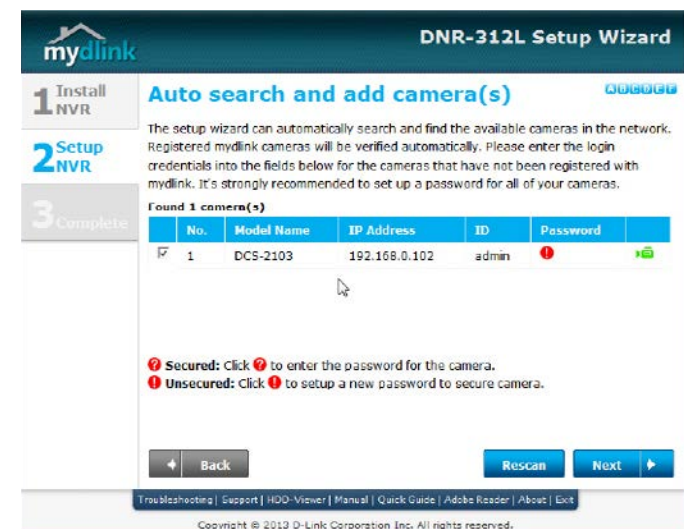 mydlink
DNR-312L Setup Wizard
1 Install
NVR
2 Setup
NVR
3 Complete
Auto search and add camera(s)
A B C D E F
The setup wizard can automatically search and find the available cameras in the network.
Registered mydlink cameras will be verified automatically. Please enter the login
credentials into the fields below for the cameras that have not been registered with
mydlink. It's strongly recommended to set up a password for all of your cameras.
Found 1 camera(s)
No. Model Name IP Address ID Password
1 DCS-2103 192.168.0.102 admin !
? Secured: Click ? to enter the password for the camera.
! Unsecured: Click ! to setup a new password to secure camera.
Back Rescan Next
Troubleshooting | Support | HDD-Viewer | Manual | Quick Guide | Adobe Reader | About | Exit
Copyright © 2013 D-Link Corporation Inc. All rights reserved.